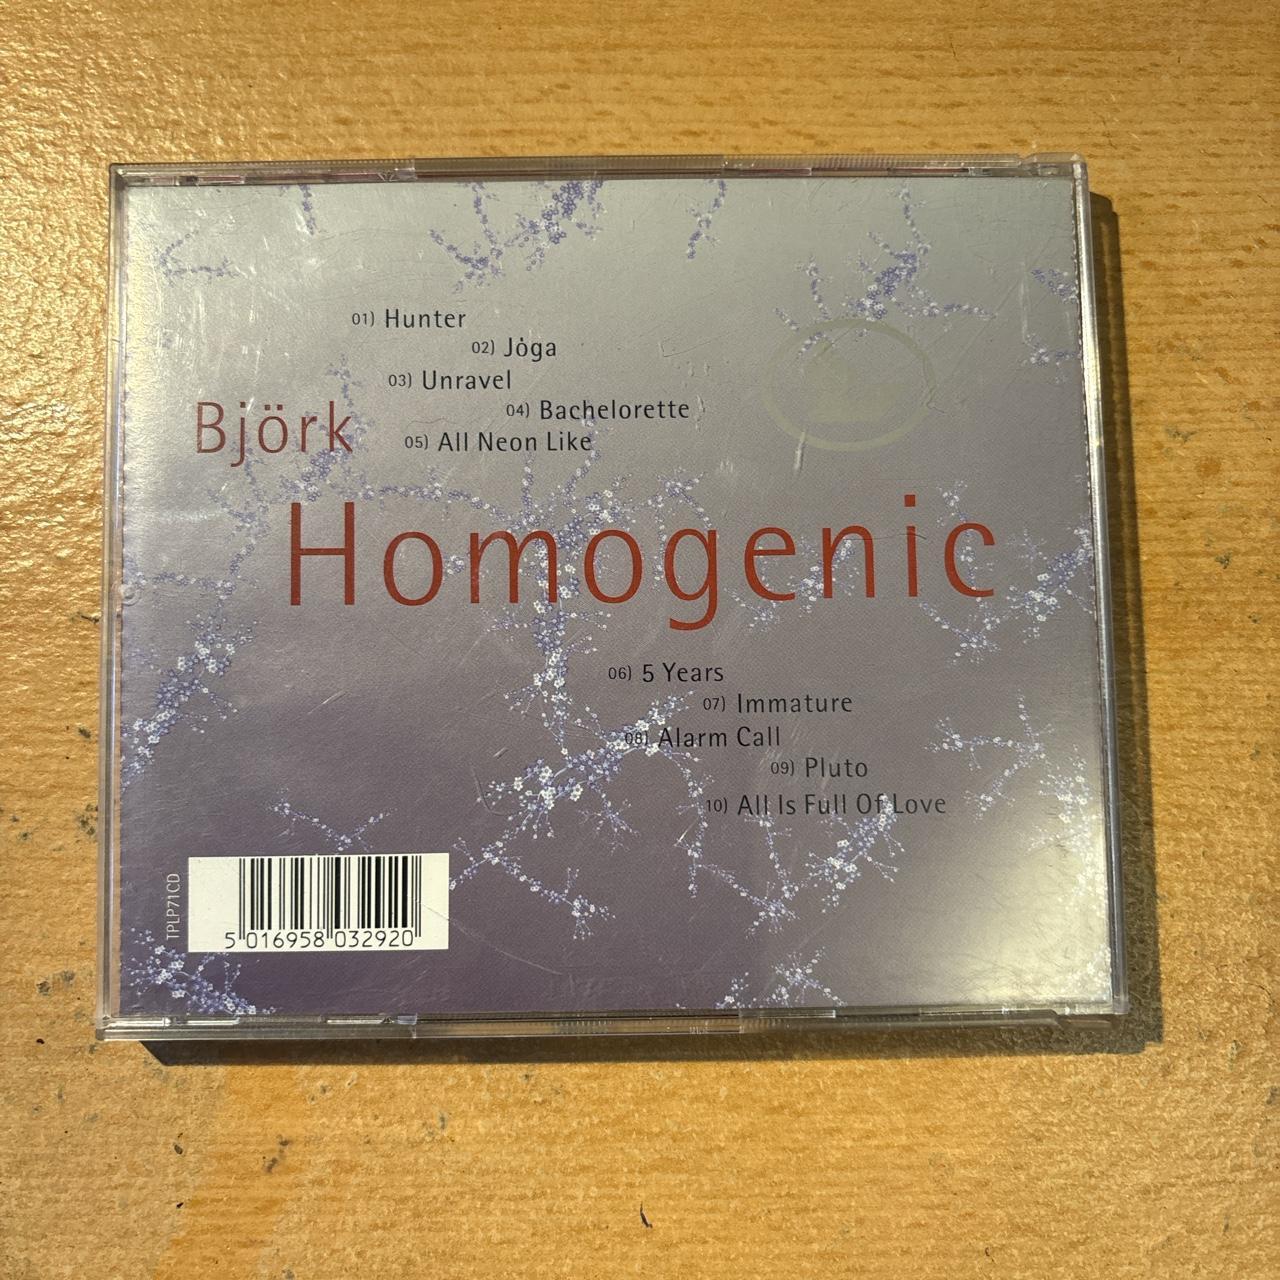 01) Hunter
02) Jóga
03) Unravel
04) Bachelorette
Björk
05) All Neon Like
Homogenic
06) 5 Years
07) Immature
08) Alarm Call
09) Pluto
10) All Is Full Of Love
TPLP71CD
5 016958 032920